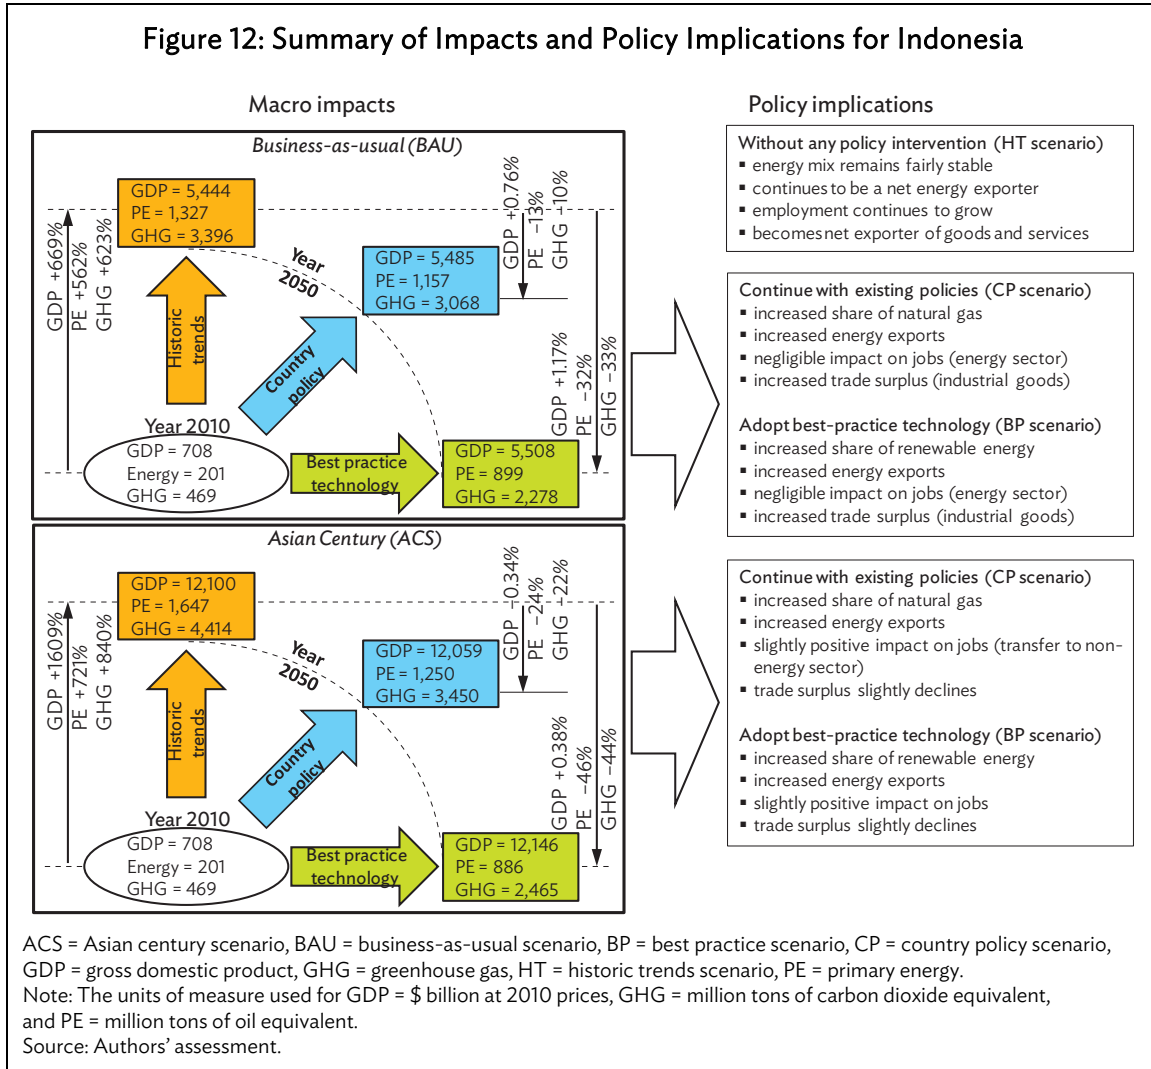 Figure 12: Summary of Impacts and Policy Implications for Indonesia
Macro impacts
Business-as-usual (BAU)
GDP = 5,444
PE = 1,327
GHG = 3,396
GDP +669%
PE +562%
GHG +623%
Historic
trends
Year
2050
GDP = 5,485
PE = 1,157
GHG = 3,068
Country
policy
GDP +0.76%
PE −13%
GHG −10%
GDP +1.17%
PE −32%
GHG −33%
Year 2010
GDP = 708
Energy = 201
GHG = 469
Best practice
technology
GDP = 5,508
PE = 899
GHG = 2,278
Asian Century (ACS)
GDP = 12,100
PE = 1,647
GHG = 4,414
GDP +1609%
PE +721%
GHG +840%
Historic
trends
Year
2050
GDP = 12,059
PE = 1,250
GHG = 3,450
Country
policy
GDP −0.34%
PE −24%
GHG −22%
GDP +0.38%
PE −46%
GHG −44%
Year 2010
GDP = 708
Energy = 201
GHG = 469
Best practice
technology
GDP = 12,146
PE = 886
GHG = 2,465
Policy implications
Without any policy intervention (HT scenario)
▪ energy mix remains fairly stable
▪ continues to be a net energy exporter
▪ employment continues to grow
▪ becomes net exporter of goods and services
Continue with existing policies (CP scenario)
▪ increased share of natural gas
▪ increased energy exports
▪ negligible impact on jobs (energy sector)
▪ increased trade surplus (industrial goods)
Adopt best-practice technology (BP scenario)
▪ increased share of renewable energy
▪ increased energy exports
▪ negligible impact on jobs (energy sector)
▪ increased trade surplus (industrial goods)
Continue with existing policies (CP scenario)
▪ increased share of natural gas
▪ increased energy exports
▪ slightly positive impact on jobs (transfer to non-
energy sector)
▪ trade surplus slightly declines
Adopt best-practice technology (BP scenario)
▪ increased share of renewable energy
▪ increased energy exports
▪ slightly positive impact on jobs
▪ trade surplus slightly declines
ACS = Asian century scenario, BAU = business-as-usual scenario, BP = best practice scenario, CP = country policy scenario,
GDP = gross domestic product, GHG = greenhouse gas, HT = historic trends scenario, PE = primary energy.
Note: The units of measure used for GDP = $ billion at 2010 prices, GHG = million tons of carbon dioxide equivalent,
and PE = million tons of oil equivalent.
Source: Authors’ assessment.